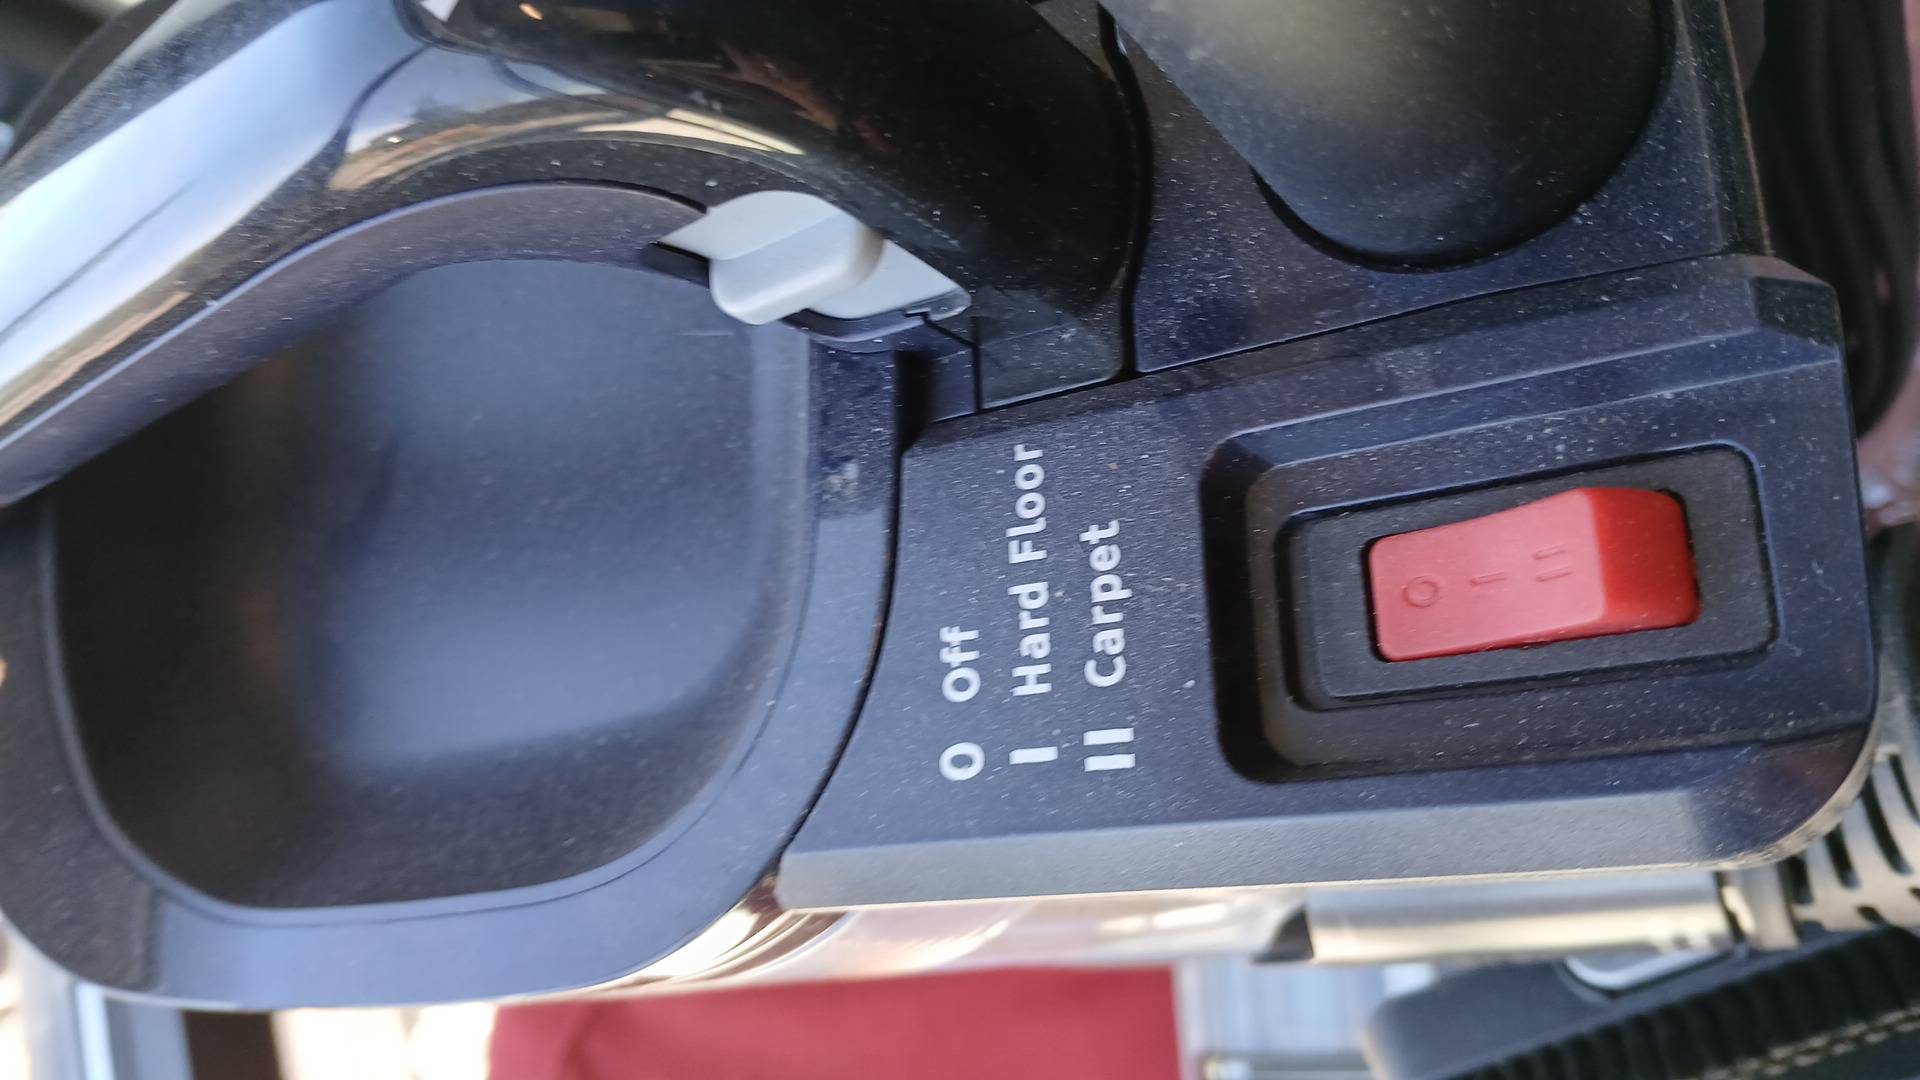 O Off
I Hard Floor
II Carpet
O I II